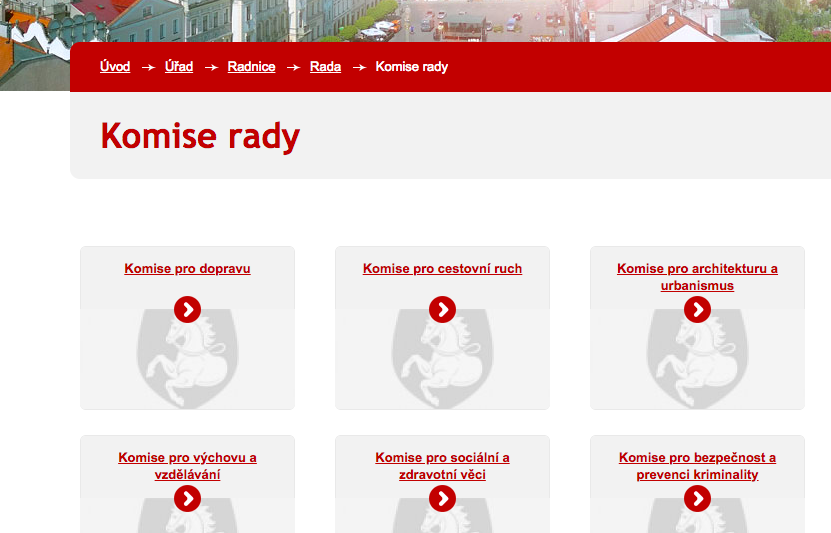 Úvod → Úřad → Radnice → Rada → Komise rady
Komise rady
Komise pro dopravu
Komise pro cestovní ruch
Komise pro architekturu a
urbanismus
Komise pro výchovu a
vzdělávání
Komise pro sociální a
zdravotní věci
Komise pro bezpečnost a
prevenci kriminality